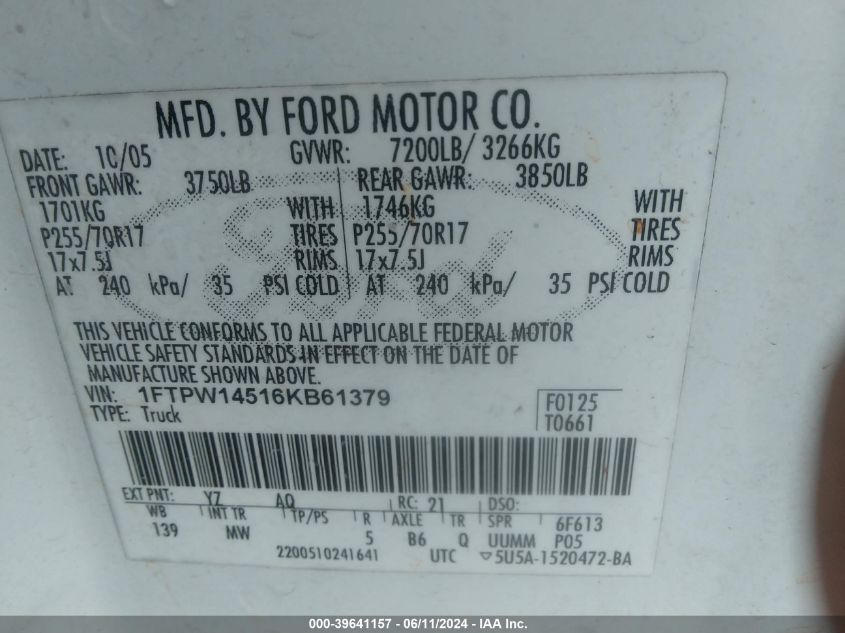 MFD. BY FORD MOTOR CO.
DATE: 10/05 GVWR: 7200LB/ 3266KG
FRONT GAWR: 3750LB REAR GAWR: 3850LB
1701KG WITH 1746KG WITH
P255/70R17 TIRES P255/70R17 TIRES
17x7.5J RIMS 17x7.5J RIMS
AT 240 kPa/ 35 PSI COLD AT 240 kPa/ 35 PSI COLD
Ford
THIS VEHICLE CONFORMS TO ALL APPLICABLE FEDERAL MOTOR
VEHICLE SAFETY STANDARDS IN EFFECT ON THE DATE OF
MANUFACTURE SHOWN ABOVE.
VIN: 1FTPW14516KB61379 F0125
TYPE: Truck T0661
EXT PNT: YZ AQ RC: 21 DSO:
WB INT TR TP/PS R AXLE TR SPR 6F613
139 MW 5 B6 Q UUMM P05
2200510241641 UTC ▽5U5A-1520472-BA
000-39641157 - 06/11/2024 - IAA Inc.